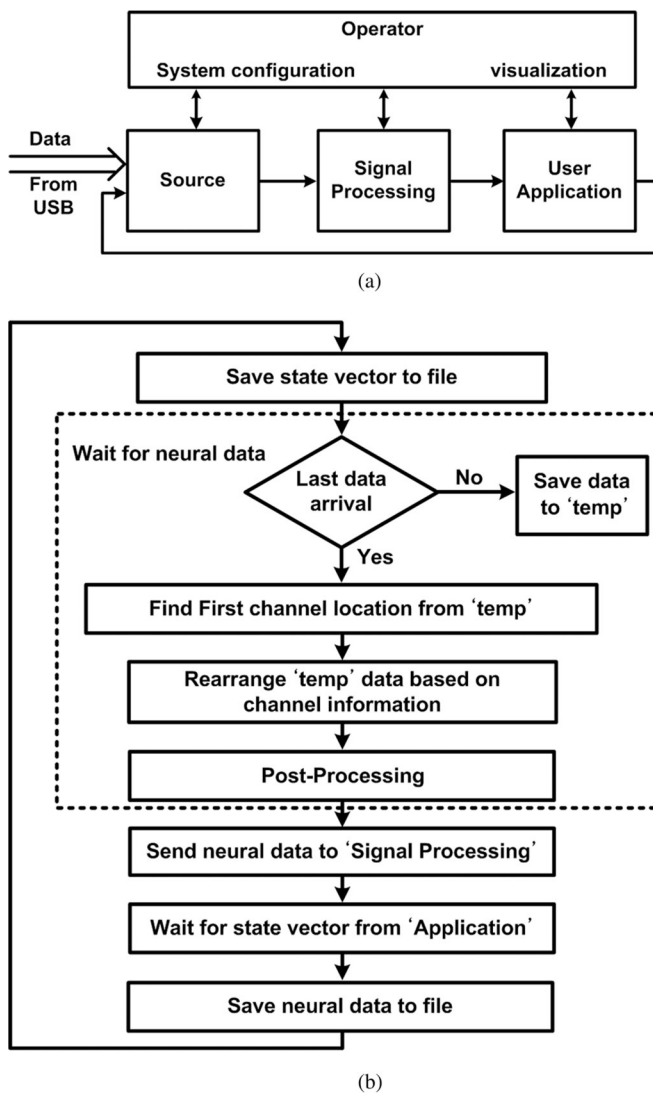 Operator
System configuration
visualization
Data
From
USB
Source
Signal
Processing
User
Application
(a)
Save state vector to file
Wait for neural data
Last data
arrival
No
Save data
to ‘temp’
Yes
Find First channel location from ‘temp’
Rearrange ‘temp’ data based on
channel information
Post-Processing
Send neural data to ‘Signal Processing’
Wait for state vector from ‘Application’
Save neural data to file
(b)